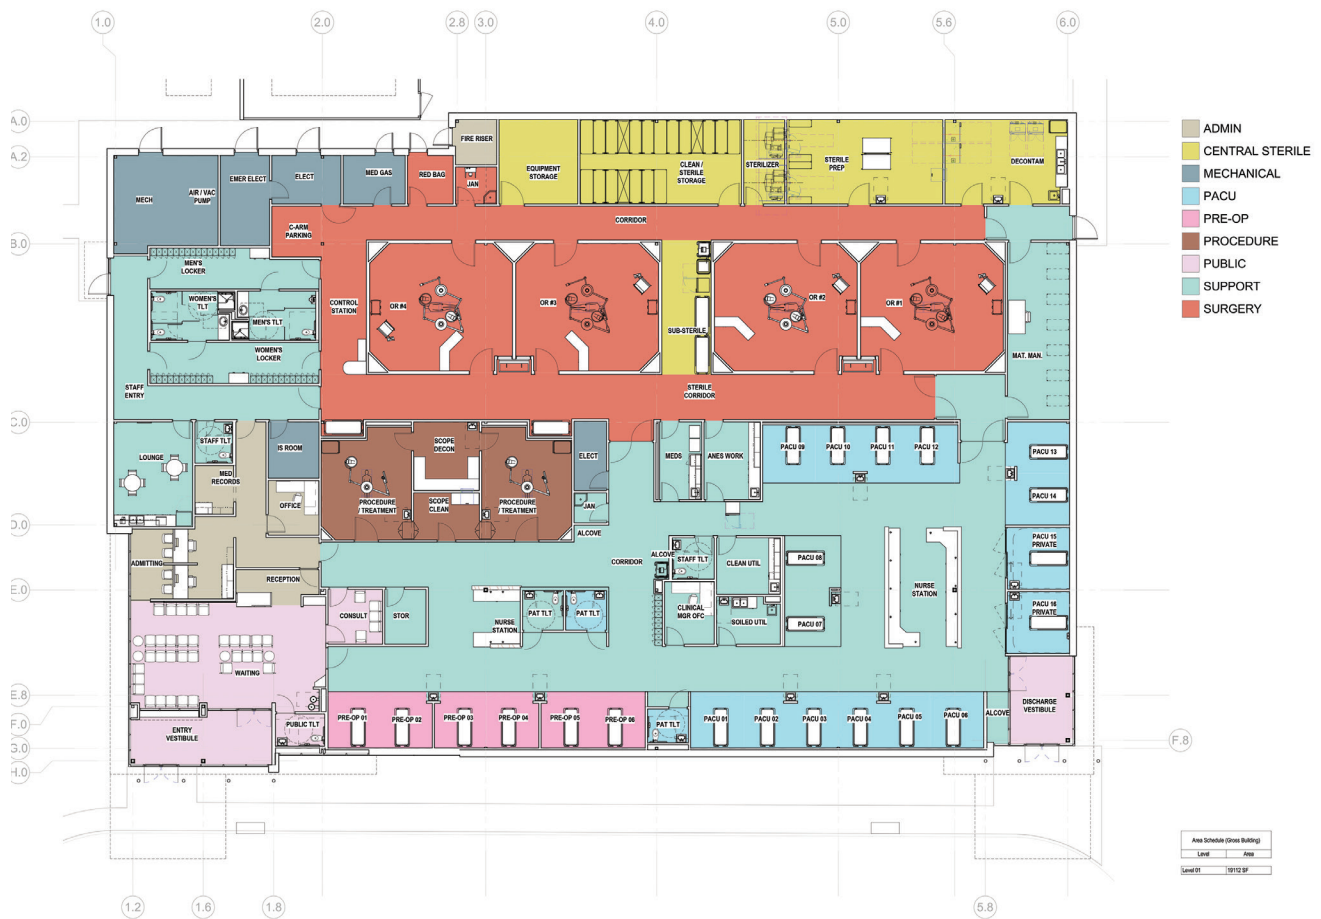 1.0
2.0
2.8
3.0
4.0
5.0
5.6
6.0
A.0
A.2
B.0
C.0
D.0
E.0
E.8
F.0
G.0
H.0
F.8
1.2
1.6
1.8
5.8
FIRE RISER
JAN
EQUIPMENT
STORAGE
CLEAN /
STERILE
STORAGE
STERILIZER
STERILE
PREP
DECONTAM
MECH
AIR / VAC
PUMP
EMER ELECT
ELECT
MED GAS
RED BAG
C-ARM
PARKING
CORRIDOR
MEN'S
LOCKER
WOMEN'S
TLT
MEN'S TLT
WOMEN'S
LOCKER
STAFF
ENTRY
CONTROL
STATION
OR #4
OR #3
SUB-STERILE
OR #2
OR #1
MAT. MAN.
STERILE
CORRIDOR
LOUNGE
STAFF TLT
MED
RECORDS
IS ROOM
OFFICE
SCOPE
DECON
SCOPE
CLEAN
PROCEDURE
/ TREATMENT
PROCEDURE
/ TREATMENT
ELECT
JAN
ALCOVE
MEDS
ANES WORK
PACU 09
PACU 10
PACU 11
PACU 12
PACU 13
PACU 14
PACU 15
PRIVATE
PACU 16
PRIVATE
ADMITTING
RECEPTION
CORRIDOR
ALCOVE
STAFF TLT
CLEAN UTIL
PACU 08
NURSE
STATION
CONSULT
STOR
NURSE
STATION
PAT TLT
PAT TLT
CLINICAL
MGR OFC
SOILED UTIL
PACU 07
WAITING
ENTRY
VESTIBULE
PUBLIC TLT
PRE-OP 01
PRE-OP 02
PRE-OP 03
PRE-OP 04
PRE-OP 05
PRE-OP 06
PAT TLT
PACU 01
PACU 02
PACU 03
PACU 04
PACU 05
PACU 06
ALCOVE
DISCHARGE
VESTIBULE
ADMIN
CENTRAL STERILE
MECHANICAL
PACU
PRE-OP
PROCEDURE
PUBLIC
SUPPORT
SURGERY
Area Schedule (Gross Building)
Level Area
Level 01 19112 SF